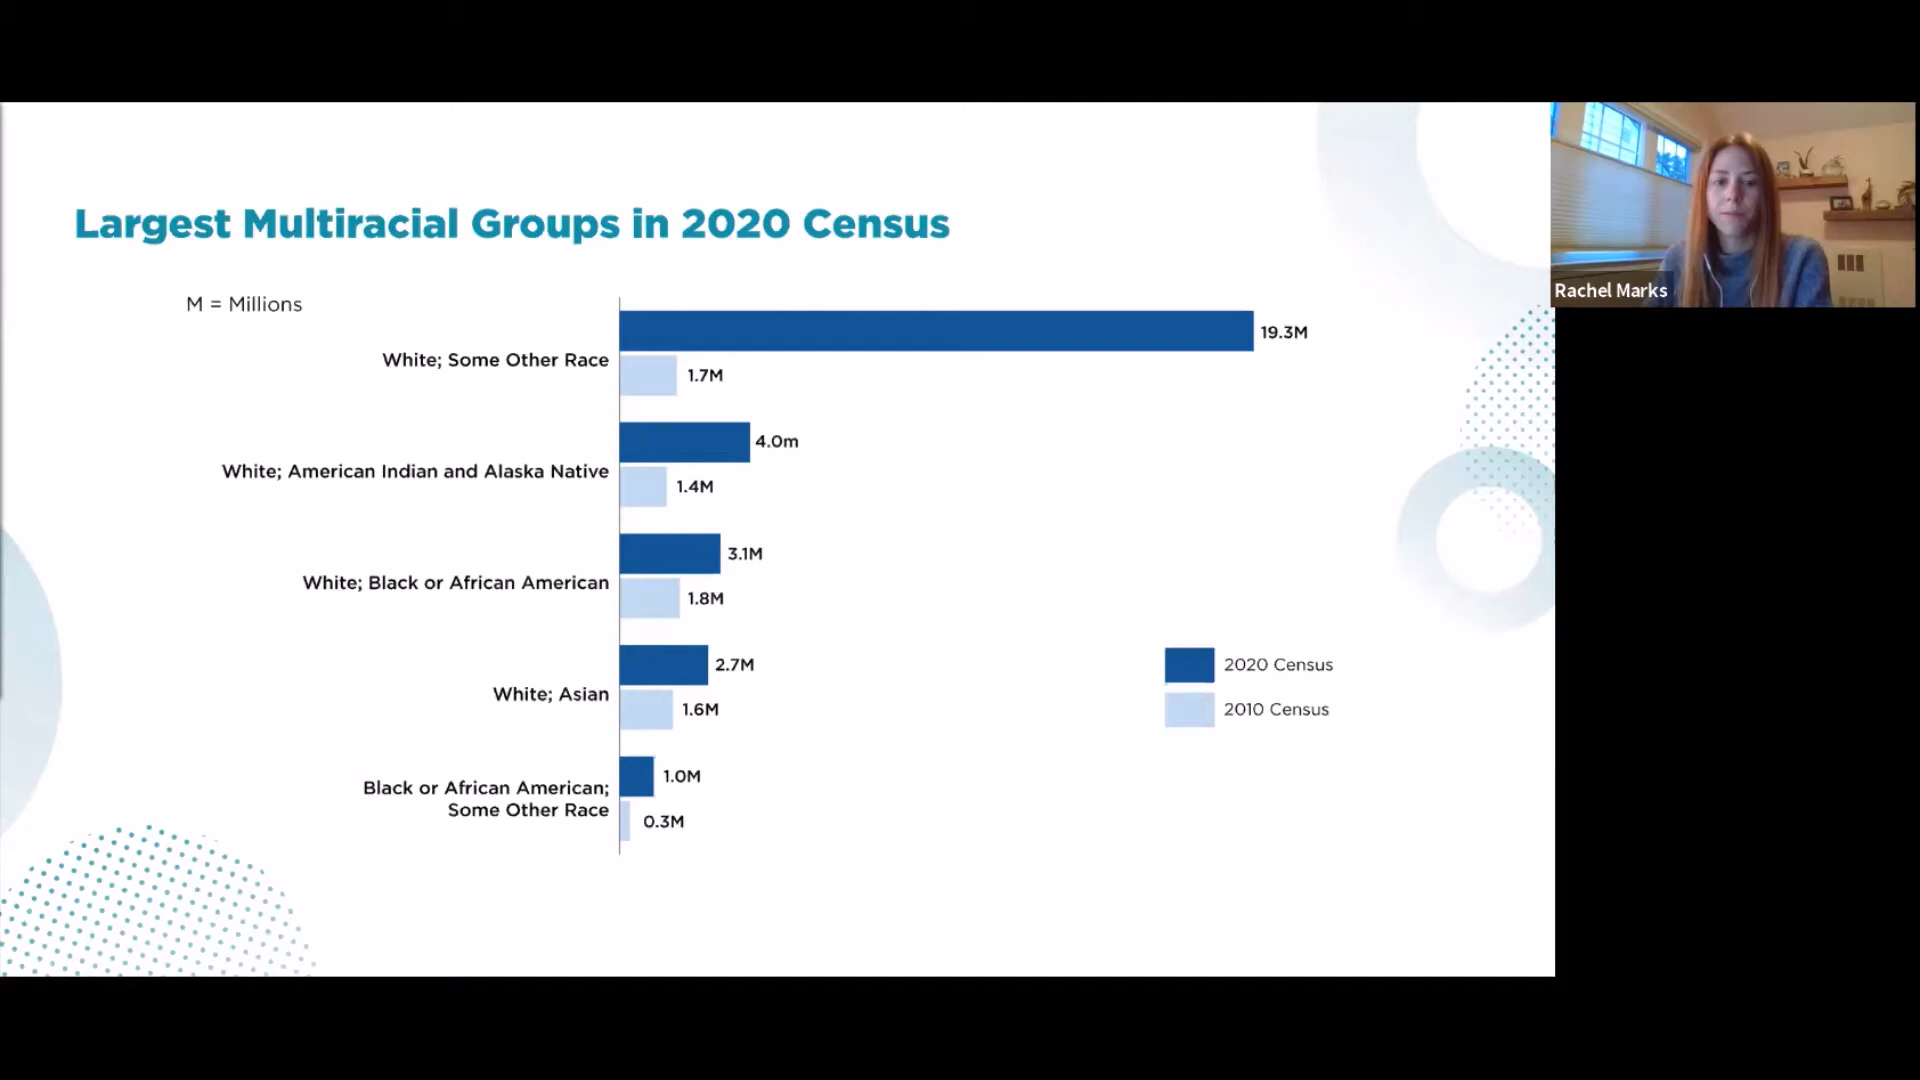 Largest Multiracial Groups in 2020 Census
M = Millions
White; Some Other Race
19.3M
1.7M
White; American Indian and Alaska Native
4.0m
1.4M
White; Black or African American
3.1M
1.8M
White; Asian
2.7M
1.6M
Black or African American;
Some Other Race
1.0M
0.3M
2020 Census
2010 Census
Rachel Marks